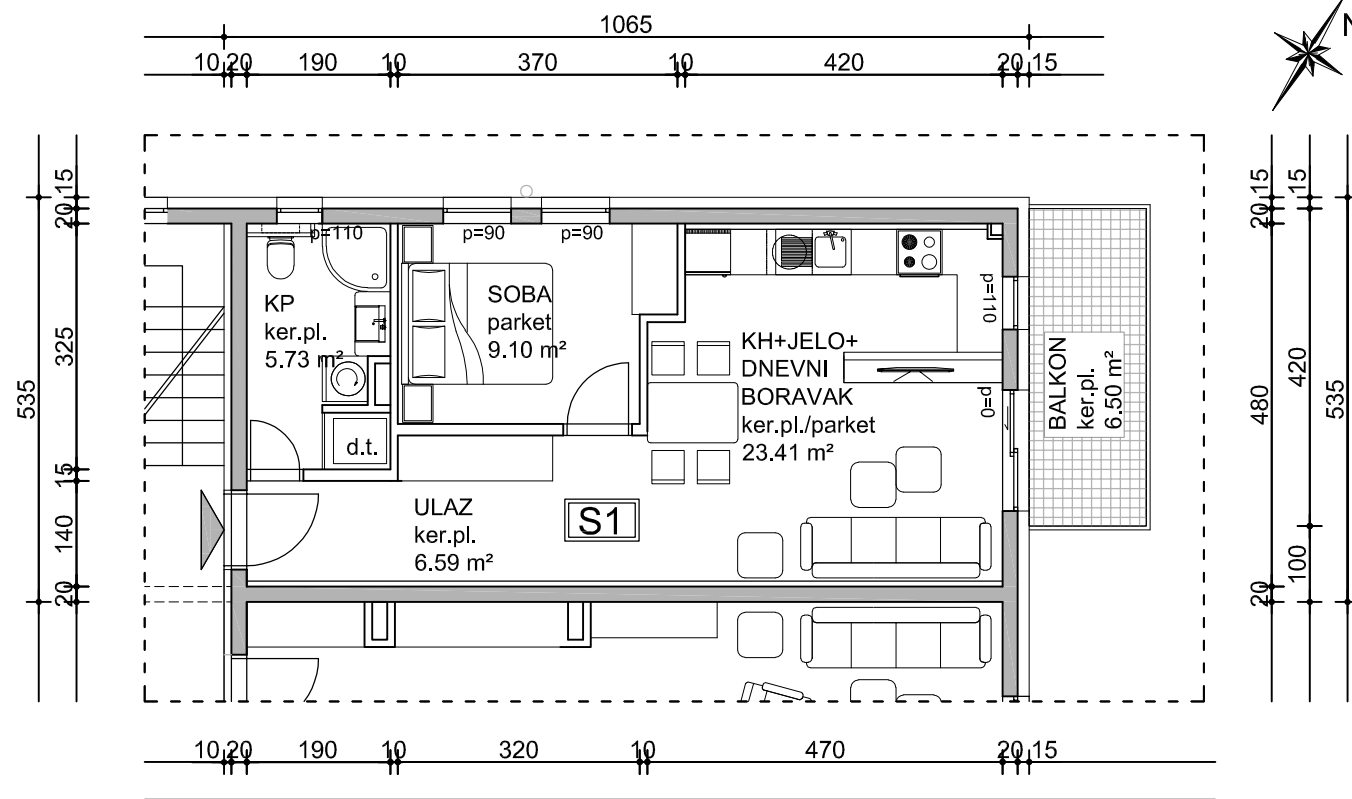 1065
10 20 190 10 370 10 420 20 15
N
15
20
325
15
140
20
535
p=110
p=90
p=90
KP
ker.pl.
5.73 m²
SOBA
parket
9.10 m²
KH+JELO+
DNEVNI
BORAVAK
ker.pl./parket
23.41 m²
p=110
p=0
BALKON
ker.pl.
6.50 m²
d.t.
ULAZ
ker.pl.
6.59 m²
S1
15
20
480
20
15
420
100
535
10 20 190 10 320 10 470 20 15